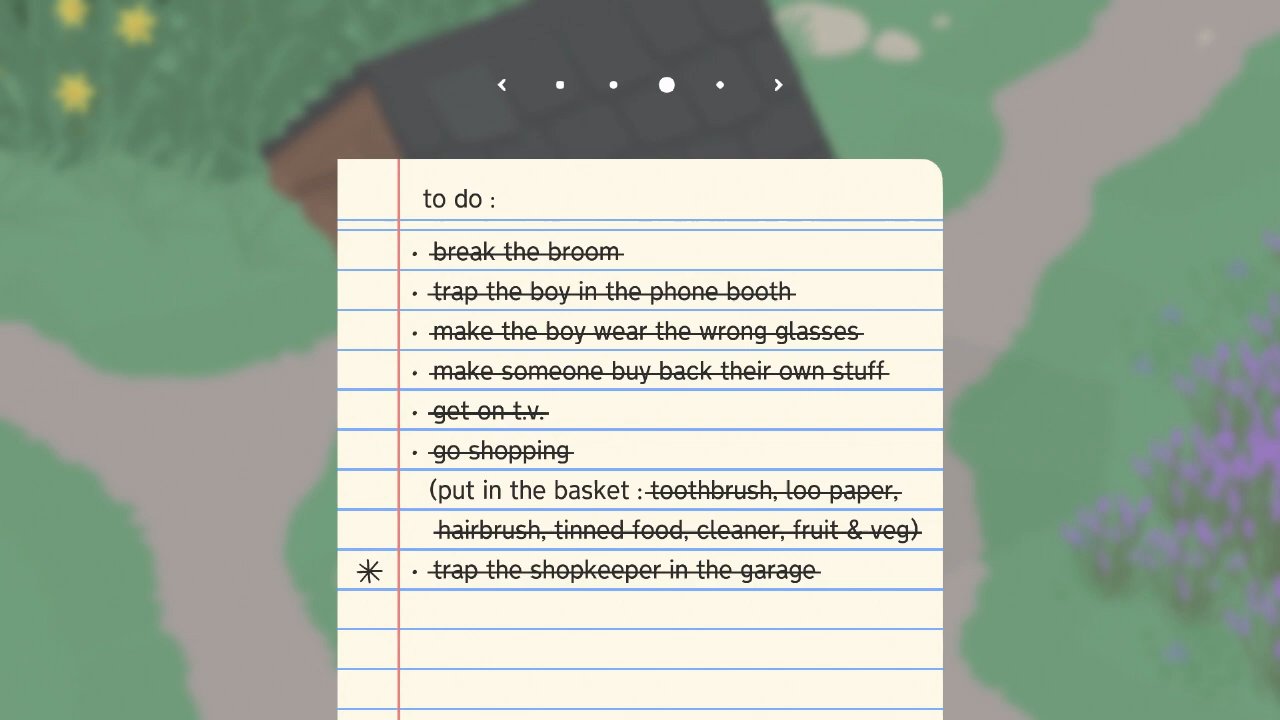 to do :
• break the broom
• trap the boy in the phone booth
• make the boy wear the wrong glasses
• make someone buy back their own stuff
• get on t.v.
• go shopping
(put in the basket : toothbrush, loo paper,
hairbrush, tinned food, cleaner, fruit & veg)
• trap the shopkeeper in the garage